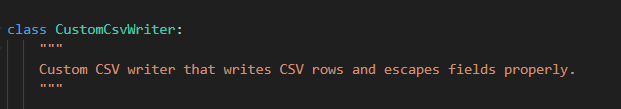 class CustomCsvWriter:
    """
    Custom CSV writer that writes CSV rows and escapes fields properly.
    """